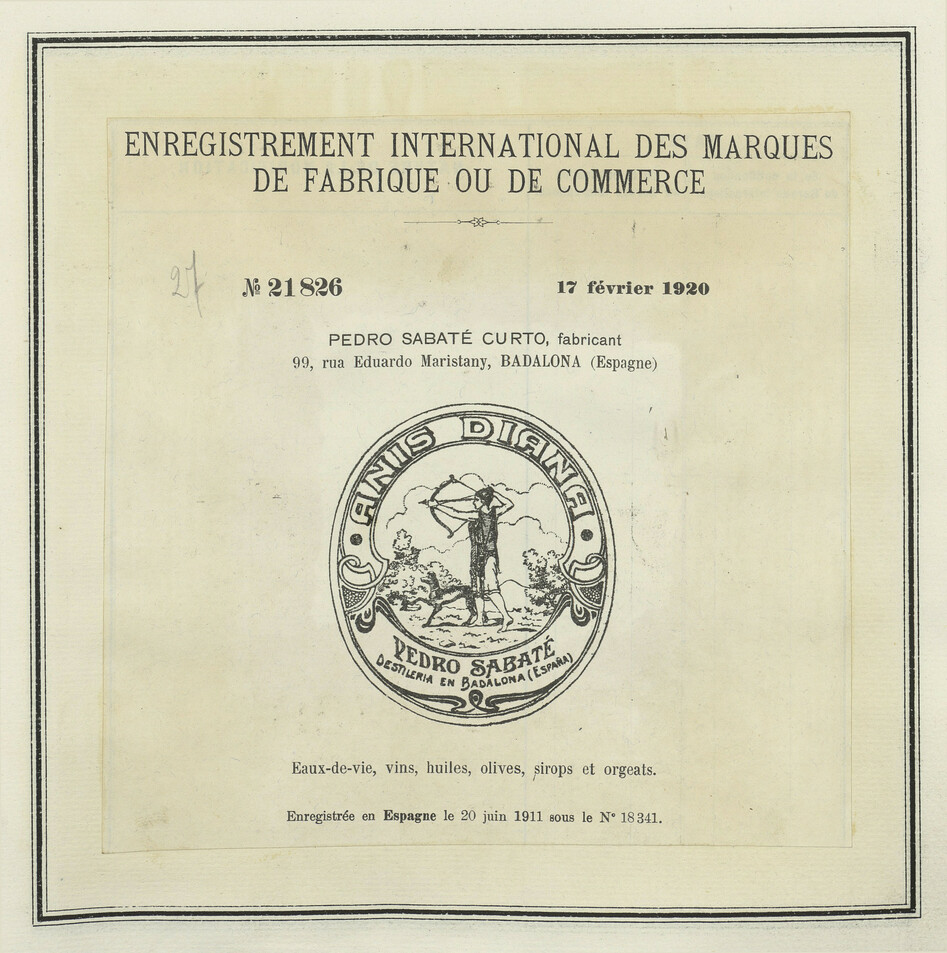 ENREGISTREMENT INTERNATIONAL DES MARQUES
DE FABRIQUE OU DE COMMERCE
27
№ 21826
17 février 1920
PEDRO SABATÉ CURTO, fabricant
99, rua Eduardo Maristany, BADALONA (Espagne)
• ANIS DIANA •
PEDRO SABATÉ
DESTILERIA EN BADALONA (ESPAÑA)
Eaux-de-vie, vins, huiles, olives, sirops et orgeats.
Enregistrée en Espagne le 20 juin 1911 sous le N° 18341.